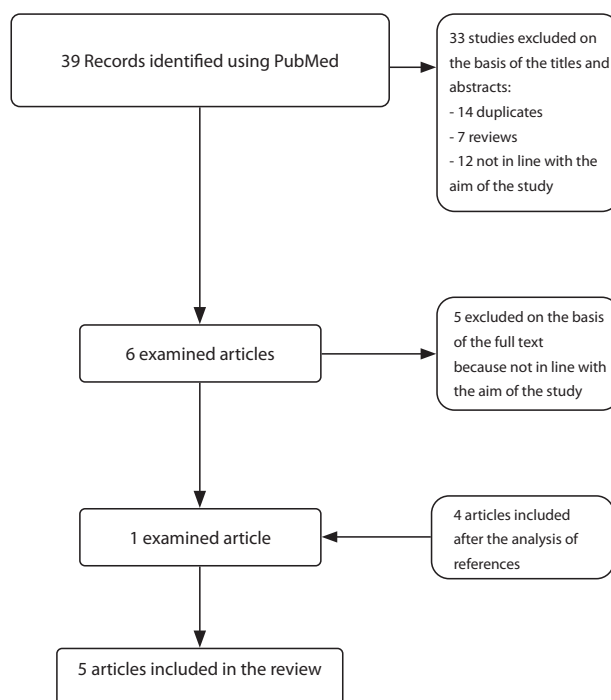 39 Records identified using PubMed
33 studies excluded on
the basis of the titles and
abstracts:
- 14 duplicates
- 7 reviews
- 12 not in line with the
aim of the study
6 examined articles
5 excluded on the basis
of the full text
because not in line with
the aim of the study
1 examined article
4 articles included
after the analysis of
references
5 articles included in the review